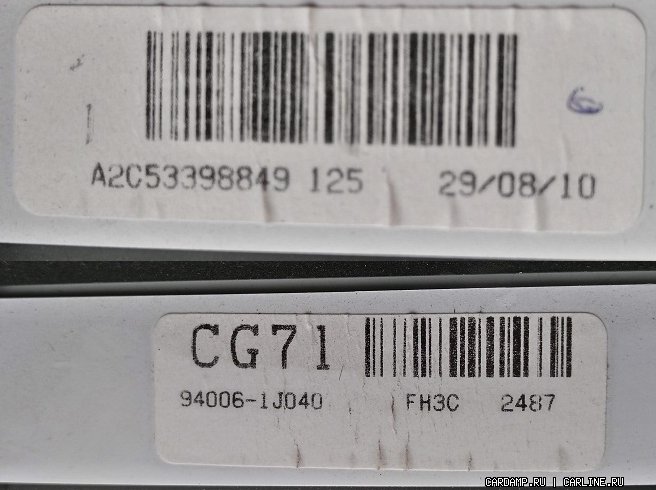 A2C53398849 125 29/08/10
CG71
94006-1J040 FH3C 2487
CARDAMP.RU | CARLINE.RU